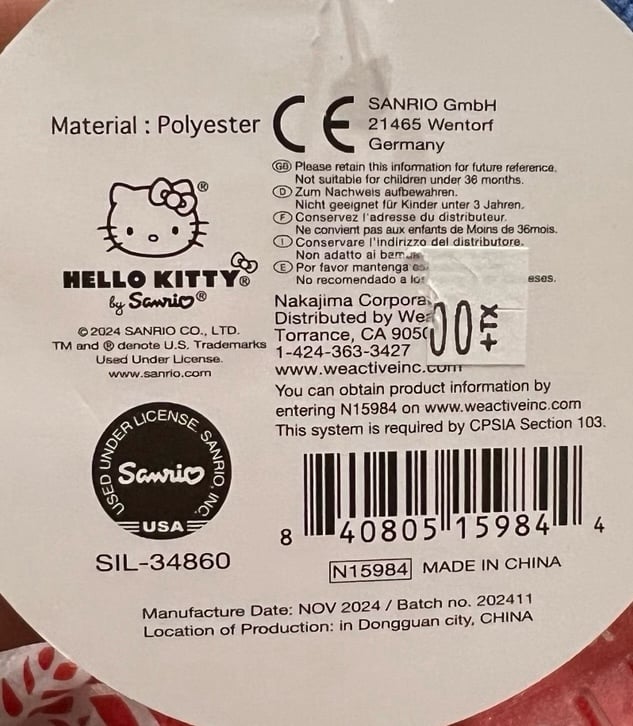 Material : Polyester
CE
SANRIO GmbH
21465 Wentorf
Germany
GB Please retain this information for future reference.
Not suitable for children under 36 months.
D Zum Nachweis aufbewahren.
Nicht geeignet für Kinder unter 3 Jahren.
F Conservez l'adresse du distributeur.
Ne convient pas aux enfants de Moins de 36mois.
I Conservare l'indirizzo del distributore.
Non adatto ai
E Por favor mantenga
No recomendado a
HELLO KITTY®
by Sanrio®
© 2024 SANRIO CO., LTD.
TM and ® denote U.S. Trademarks
Used Under License.
www.sanrio.com
Nakajima
Distributed by
Torrance, CA
1-424-363-3427
www.weactiveinc.com
00
+tx
You can obtain product information by
entering N15984 on www.weactiveinc.com
This system is required by CPSIA Section 103.
USED UNDER LICENSE SANRIO, INC.
Sanrio
USA
SIL-34860
8 40805 15984 4
N15984 MADE IN CHINA
Manufacture Date: NOV 2024 / Batch no. 202411
Location of Production: in Dongguan city, CHINA